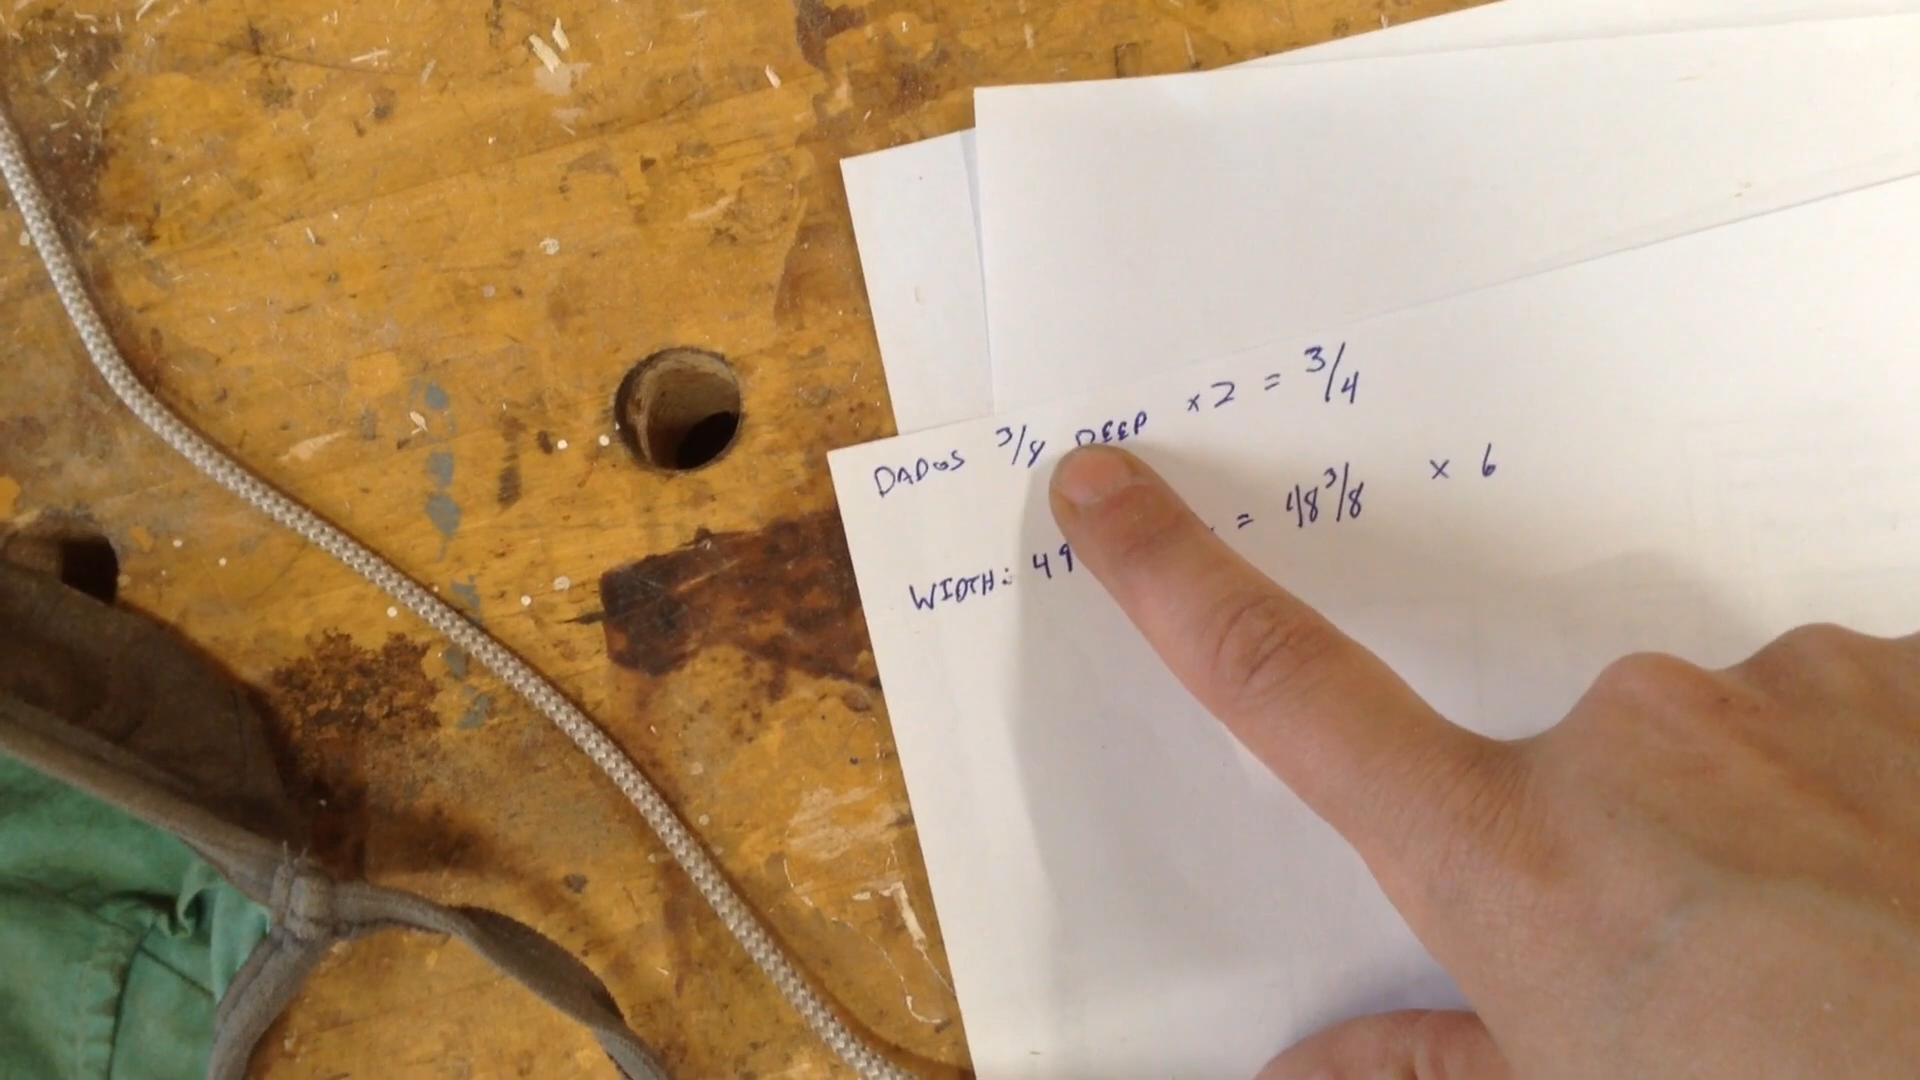 DADOS 3/8 DEEP x 2 = 3/4
WIDTH: 49 = 48 3/8 x 6